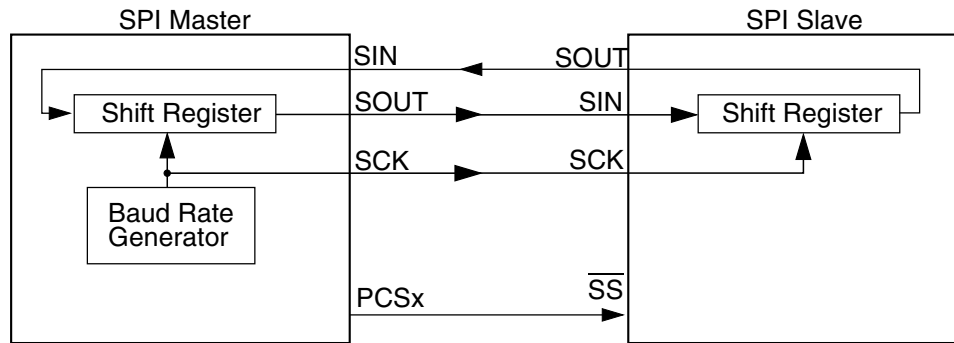 SPI Master
SPI Slave
SIN
SOUT
Shift Register
SOUT
SIN
Shift Register
SCK
SCK
Baud Rate
Generator
PCSx
SS